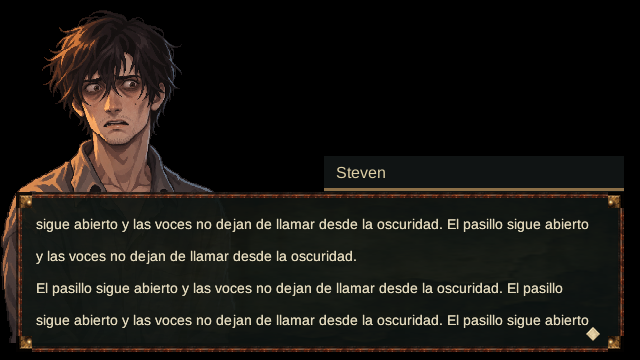 Steven
sigue abierto y las voces no dejan de llamar desde la oscuridad. El pasillo sigue abierto
y las voces no dejan de llamar desde la oscuridad.
El pasillo sigue abierto y las voces no dejan de llamar desde la oscuridad. El pasillo
sigue abierto y las voces no dejan de llamar desde la oscuridad. El pasillo sigue abierto